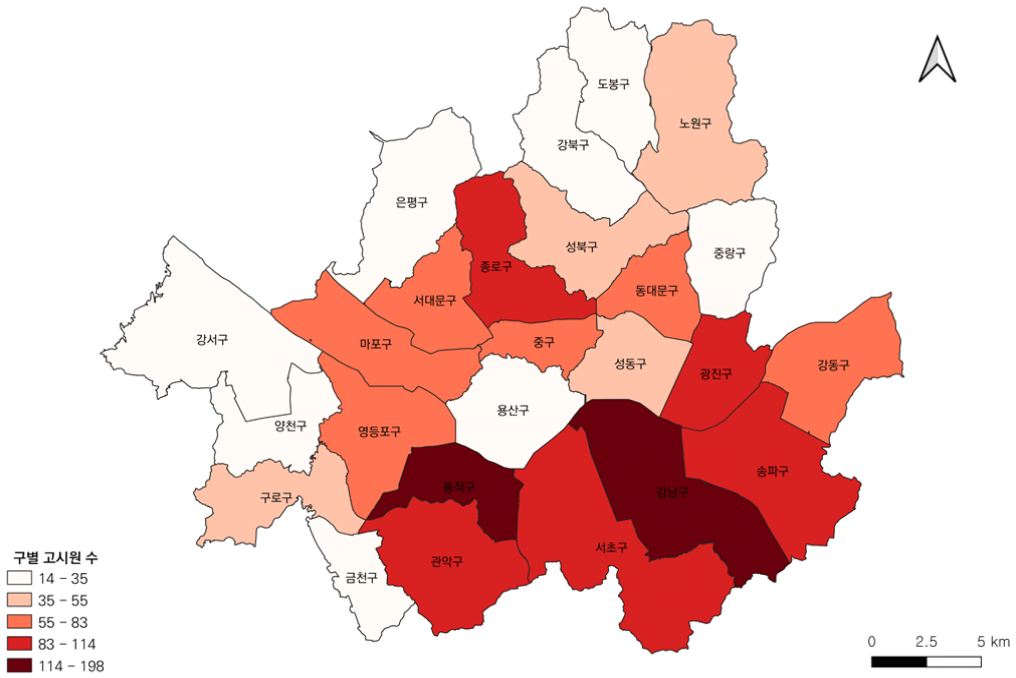 도봉구
노원구
강북구
은평구
성북구
중랑구
종로구
동대문구
서대문구
강서구
마포구
중구
성동구
강동구
광진구
용산구
양천구
영등포구
송파구
동작구
강남구
구로구
서초구
관악구
금천구
구별 고시원 수
14 - 35
35 - 55
55 - 83
83 - 114
114 - 198
0 2.5 5 km